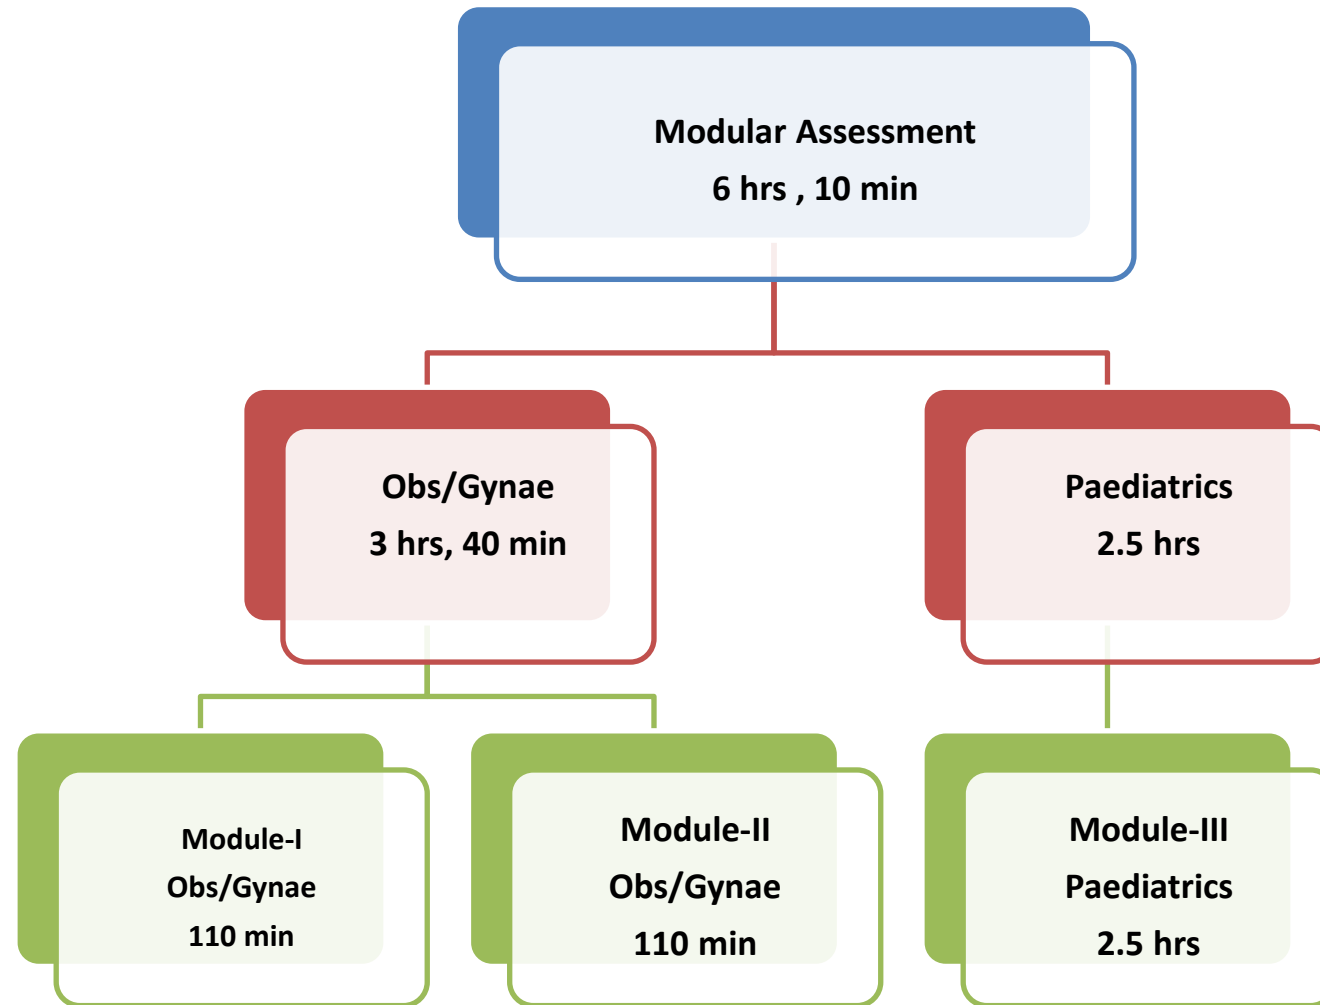 Modular Assessment
6 hrs , 10 min
Obs/Gynae
3 hrs, 40 min
Paediatrics
2.5 hrs
Module-I
Obs/Gynae
110 min
Module-II
Obs/Gynae
110 min
Module-III
Paediatrics
2.5 hrs